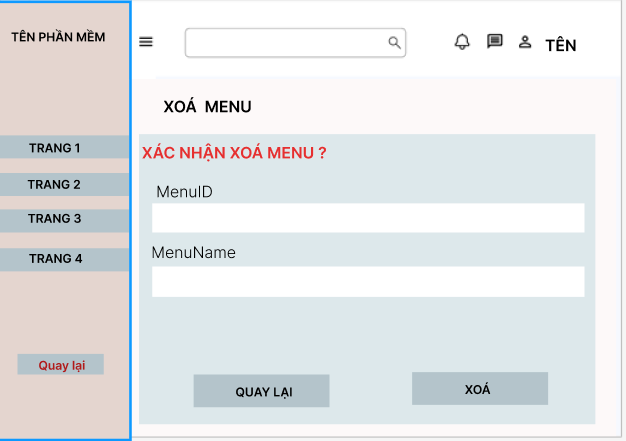 TÊN PHẦN MỀM
TRANG 1
TRANG 2
TRANG 3
TRANG 4
Quay lại
TÊN
XOÁ MENU
XÁC NHẬN XOÁ MENU ?
MenuID
MenuName
QUAY LẠI
XOÁ